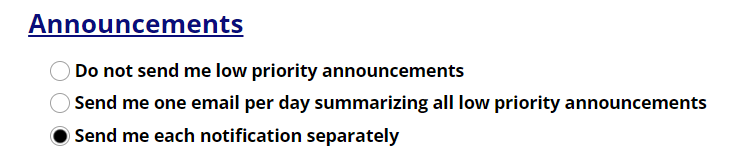 Announcements
Do not send me low priority announcements
Send me one email per day summarizing all low priority announcements
Send me each notification separately